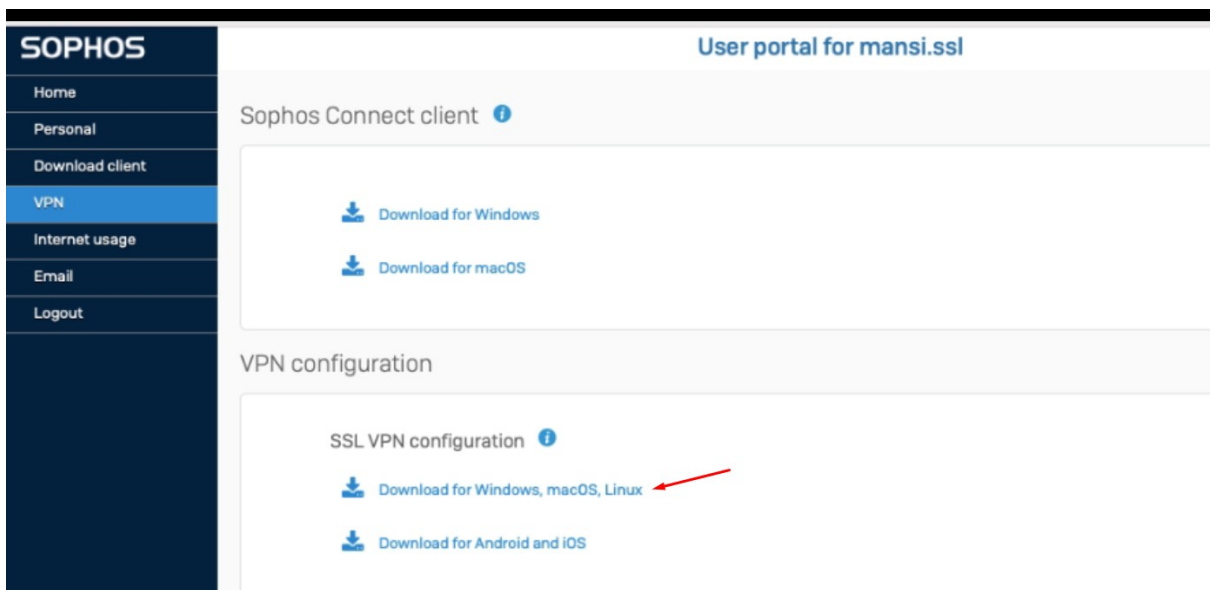 SOPHOS
User portal for mansi.ssl
Home
Personal
Download client
VPN
Internet usage
Email
Logout
Sophos Connect client
Download for Windows
Download for macOS
VPN configuration
SSL VPN configuration
Download for Windows, macOS, Linux
Download for Android and iOS